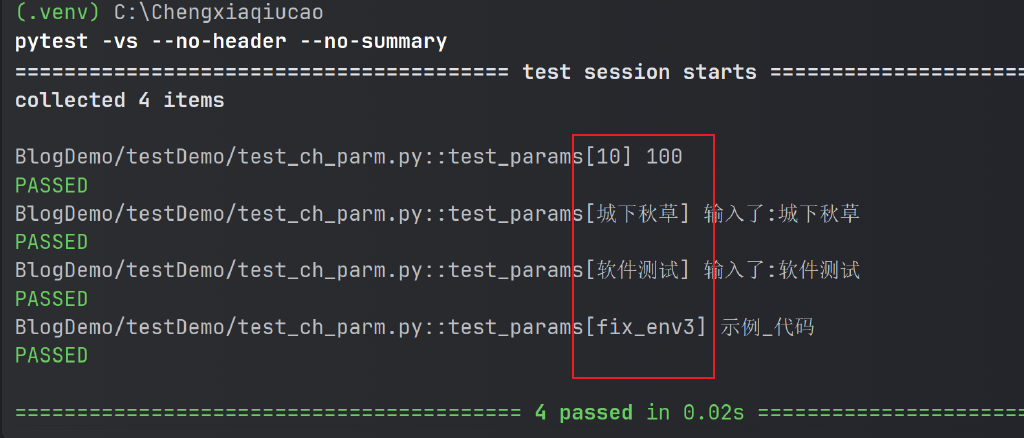 (.venv) C:\Chengxiaqiucao
pytest -vs --no-header --no-summary
======================================== test session starts =====================
collected 4 items
BlogDemo/testDemo/test_ch_parm.py::test_params[10] 100
PASSED
BlogDemo/testDemo/test_ch_parm.py::test_params[城下秋草] 输入了:城下秋草
PASSED
BlogDemo/testDemo/test_ch_parm.py::test_params[软件测试] 输入了:软件测试
PASSED
BlogDemo/testDemo/test_ch_parm.py::test_params[fix_env3] 示例_代码
PASSED
========================================= 4 passed in 0.02s ======================